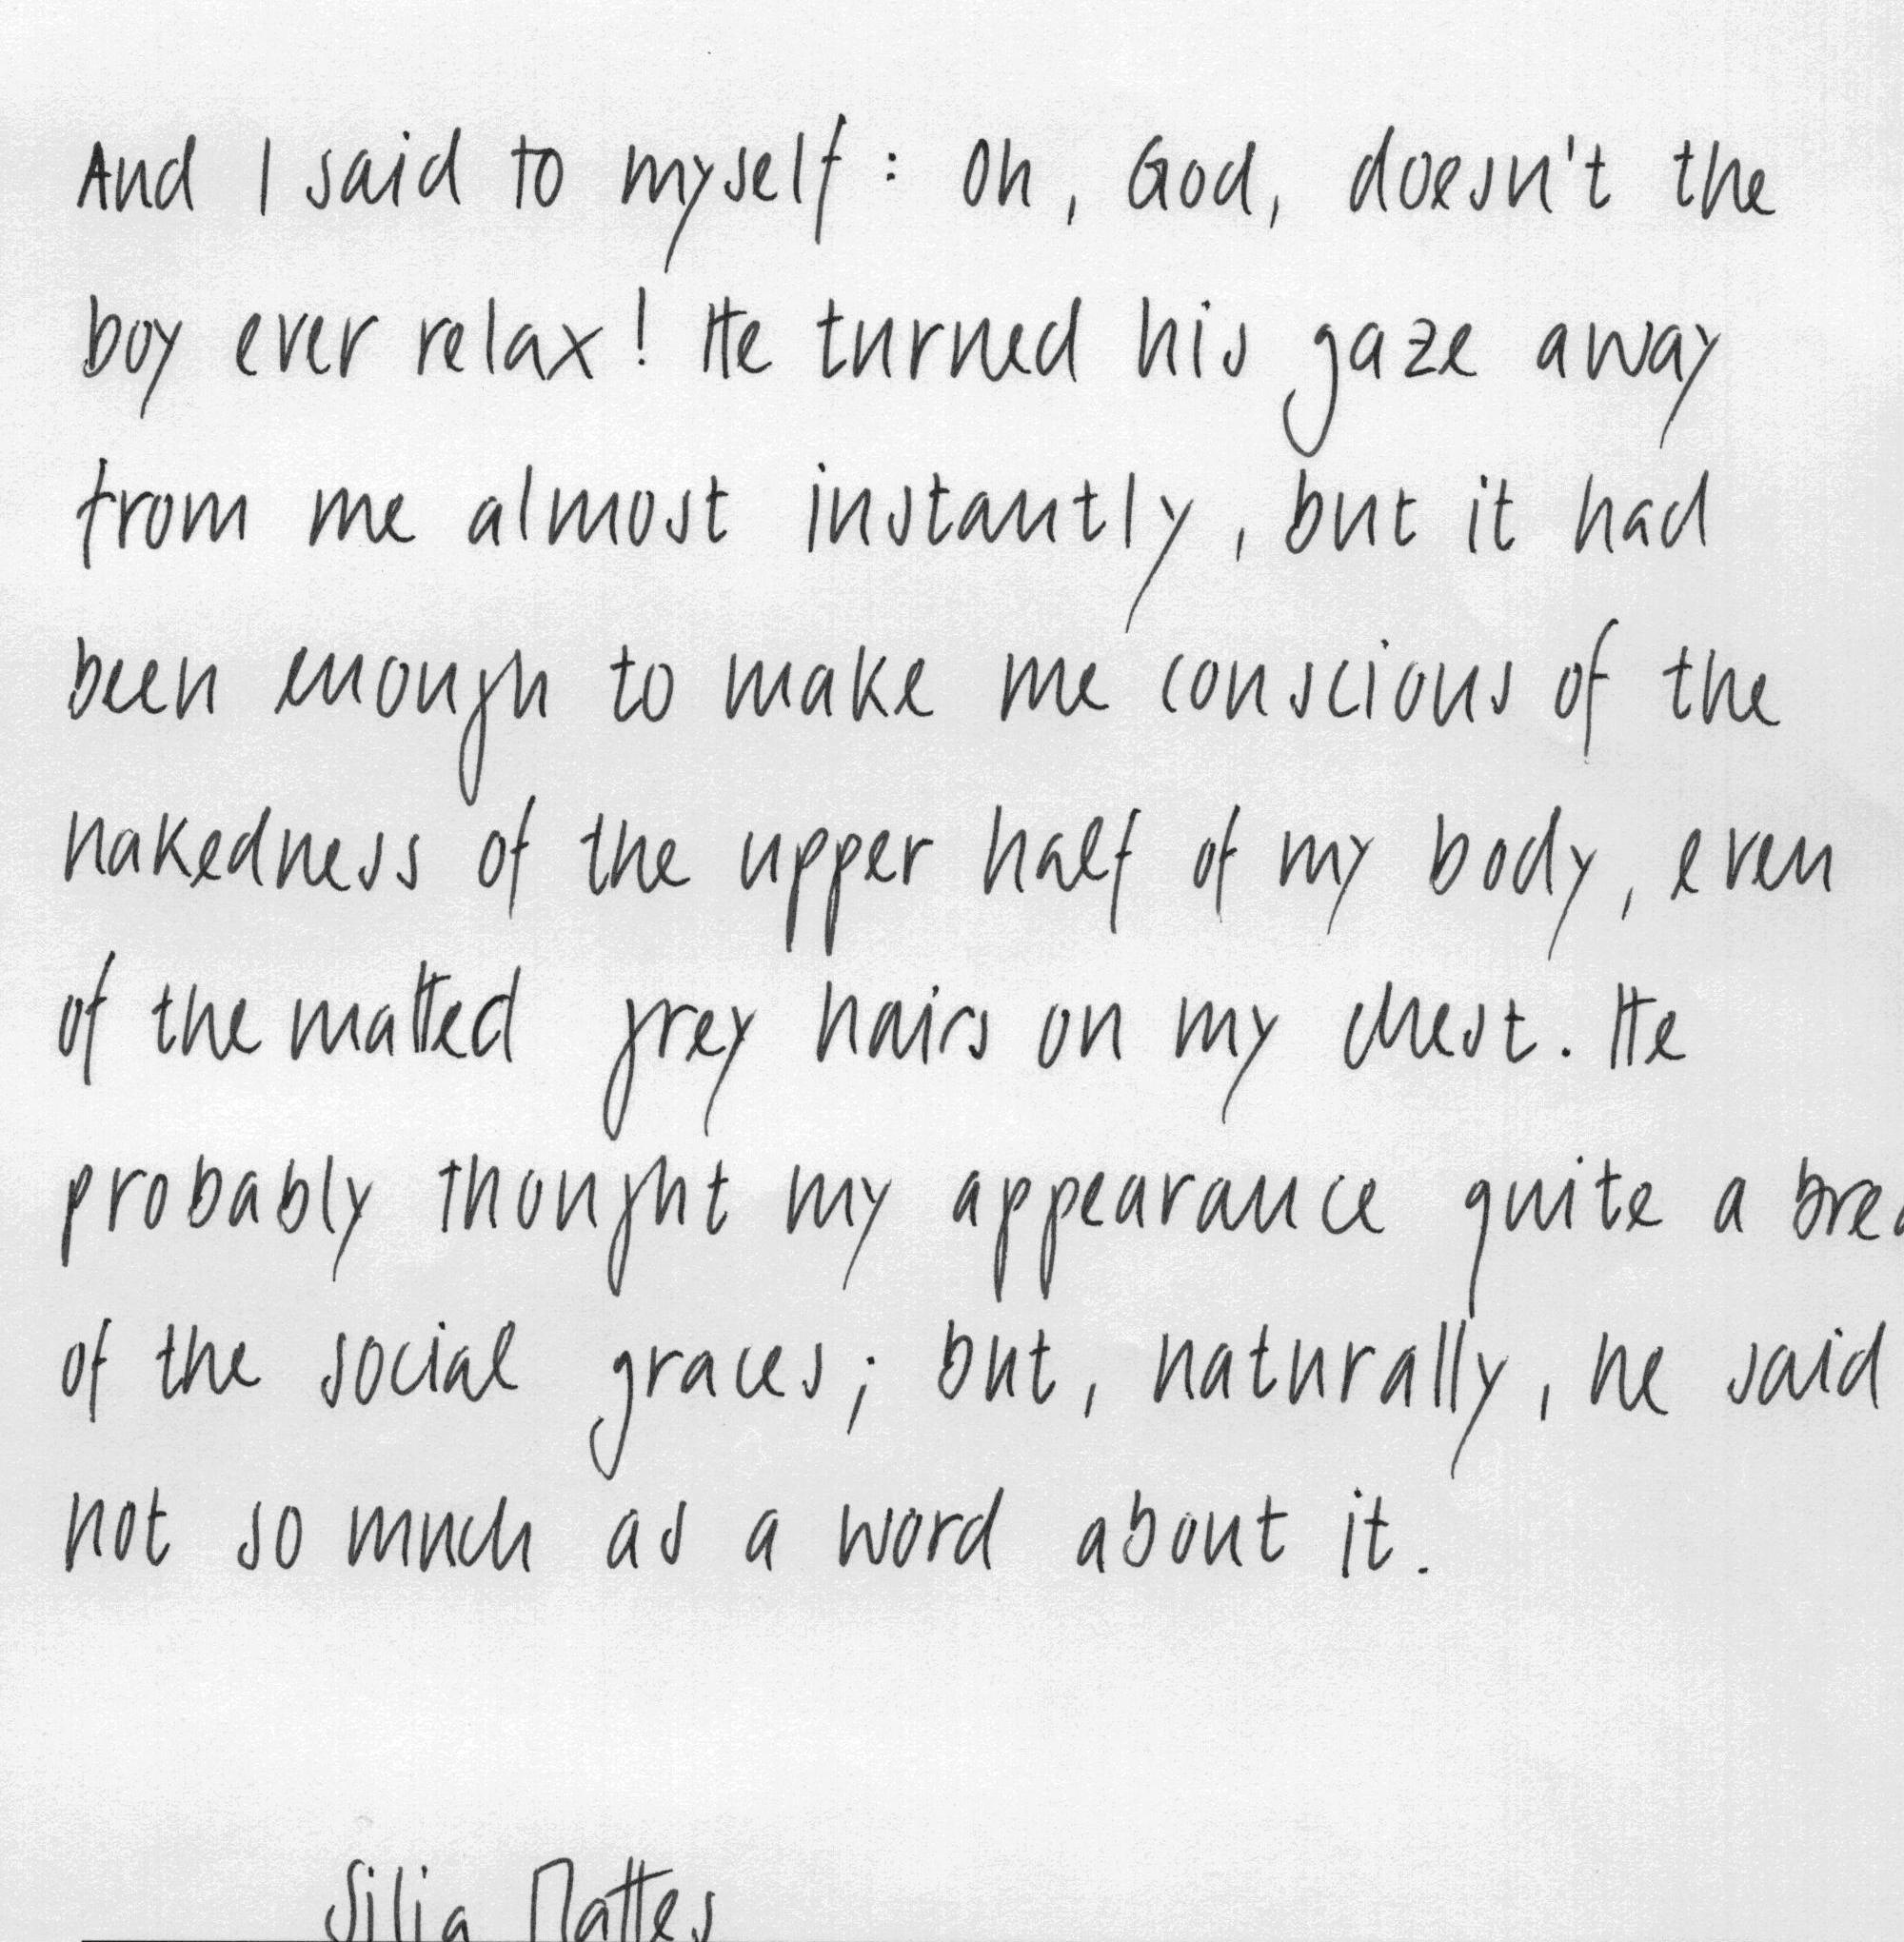 And I said to myself : Oh, God, doesn't the
boy ever relax! He turned his gaze away
from me almost instantly, but it had
been enough to make me conscious of the
nakedness of the upper half of my body, even
of the matted grey hairs on my chest. He
probably thought my appearance quite a brea
of the social graces; but, naturally, he said
not so much as a word about it.
Silia Mattes